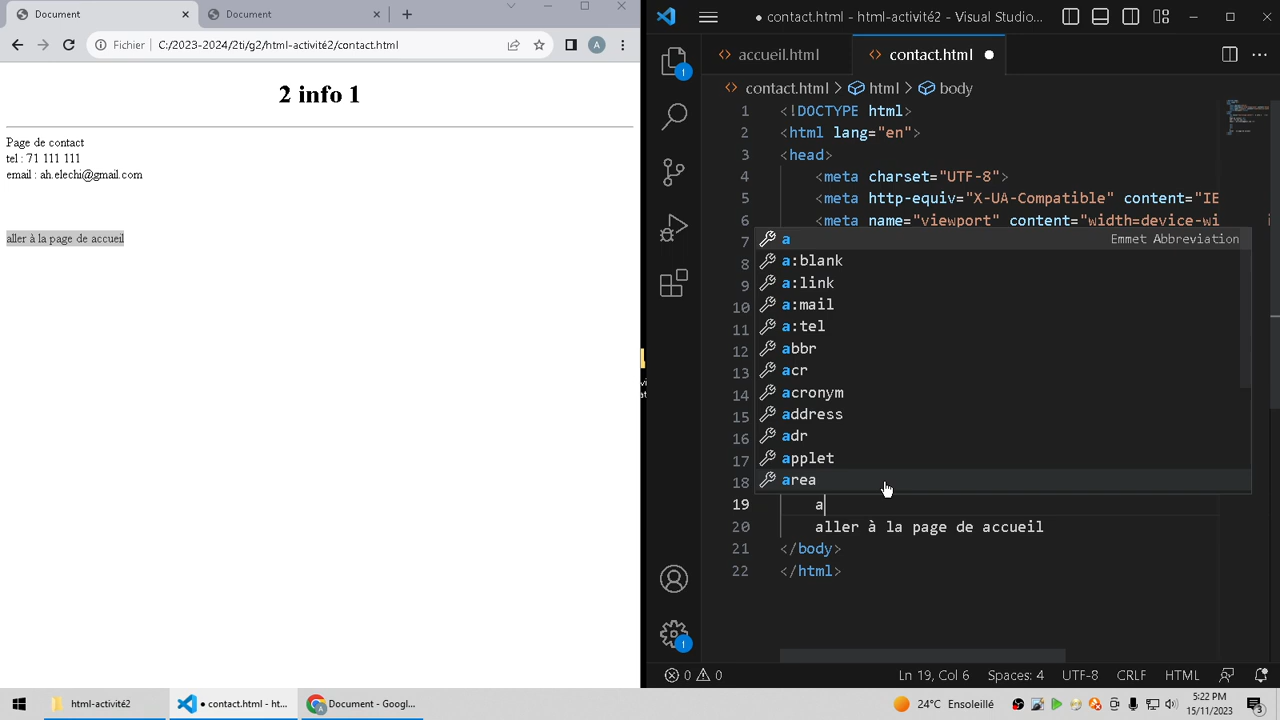 Document
Document
Fichier
C:/2023-2024/2ti/g2/html-activité2/contact.html
A
2 info 1
Page de contact
tel : 71 111 111
email : ah.elechi@gmail.com
aller à la page de accueil
● contact.html - html-activité2 - Visual Studio...
accueil.html
contact.html
contact.html > html > body
1 <!DOCTYPE html>
2 <html lang="en">
3 <head>
4 <meta charset="UTF-8">
5 <meta http-equiv="X-UA-Compatible" content="IE
6 <meta name="viewport" content="width=device-wi
7
8
9
10
11
12
13
14
15
16
17
18
a Emmet Abbreviation
a:blank
a:link
a:mail
a:tel
abbr
acr
acronym
address
adr
applet
area
19 a
20 aller à la page de accueil
21 </body>
22 </html>
1
1
0 0
Ln 19, Col 6
Spaces: 4
UTF-8
CRLF
HTML
html-activité2
● contact.html - ht...
Document - Googl...
24°C Ensoleillé
5:22 PM
15/11/2023
3